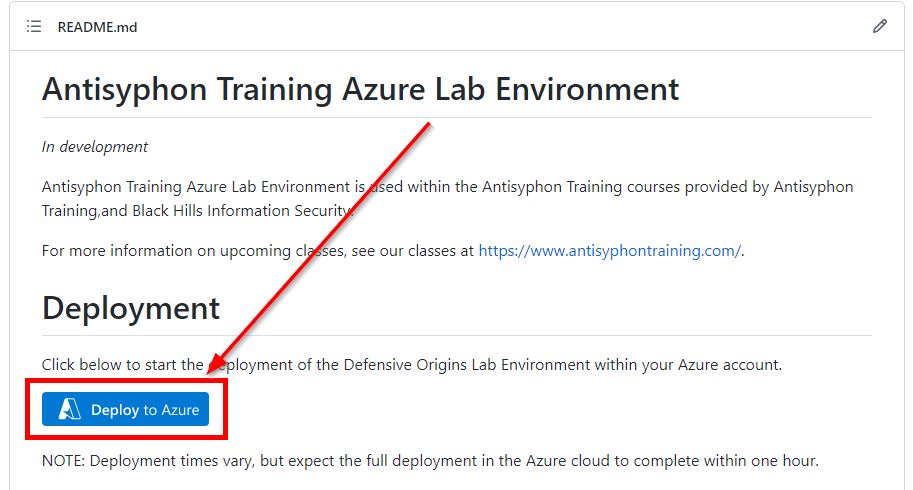 README.md
Antisyphon Training Azure Lab Environment
In development
Antisyphon Training Azure Lab Environment is used within the Antisyphon Training courses provided by Antisyphon
Training,and Black Hills Information Security.
For more information on upcoming classes, see our classes at https://www.antisyphontraining.com/.
Deployment
Click below to start the deployment of the Defensive Origins Lab Environment within your Azure account.
Deploy to Azure
NOTE: Deployment times vary, but expect the full deployment in the Azure cloud to complete within one hour.